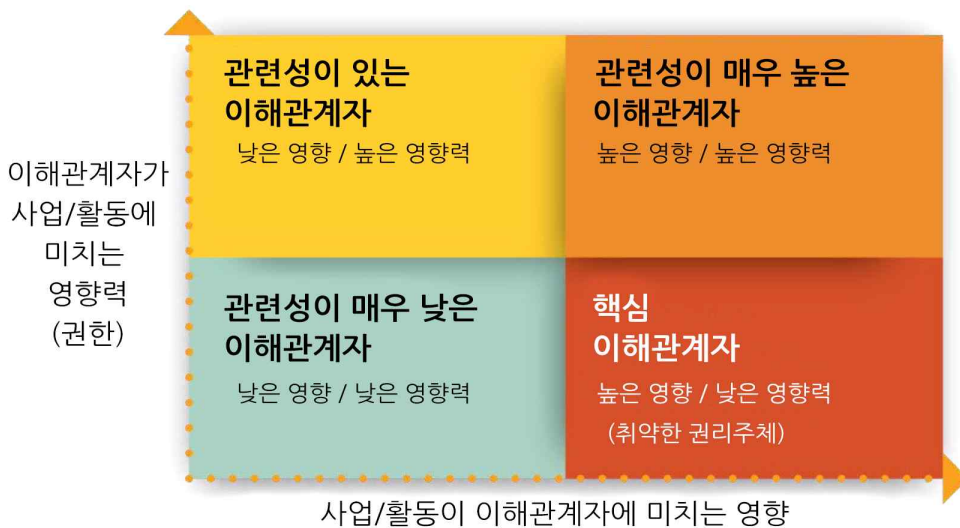 관련성이 있는
이해관계자
낮은 영향 / 높은 영향력
관련성이 매우 높은
이해관계자
높은 영향 / 높은 영향력
이해관계자가
사업/활동에
미치는
영향력
(권한)
관련성이 매우 낮은
이해관계자
낮은 영향 / 낮은 영향력
핵심
이해관계자
높은 영향 / 낮은 영향력
(취약한 권리주체)
사업/활동이 이해관계자에 미치는 영향